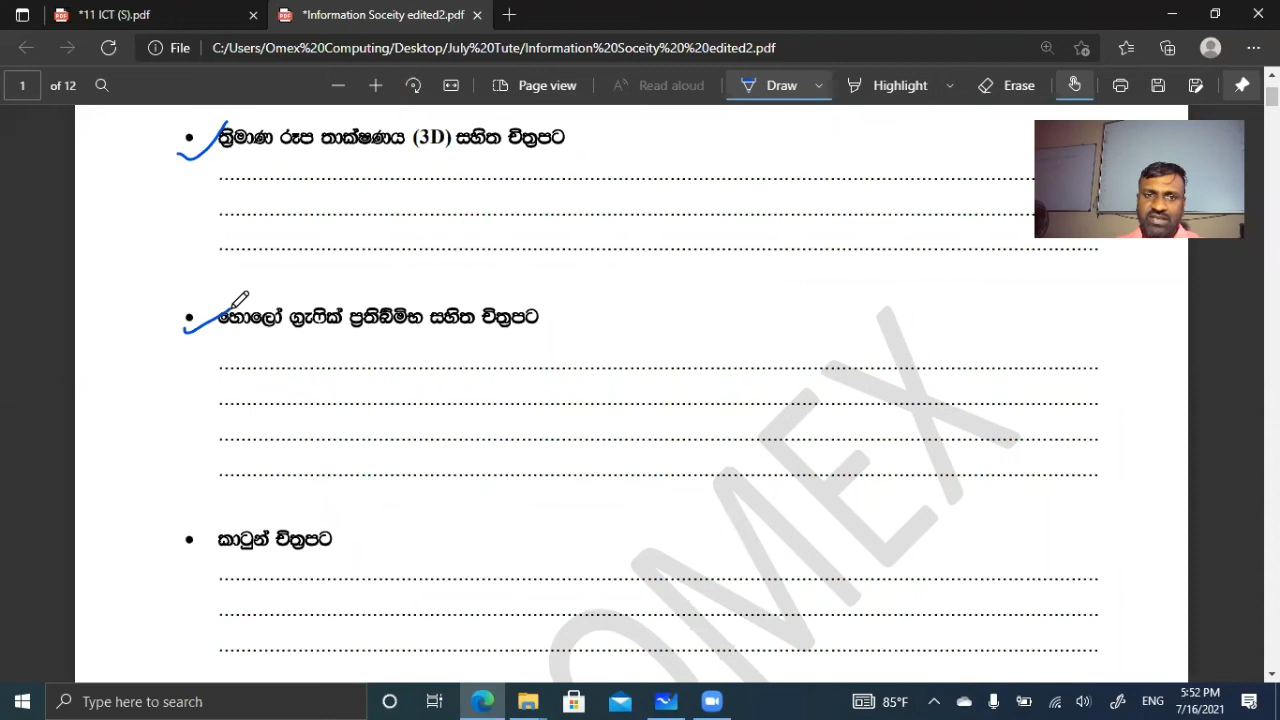 *11 ICT (S).pdf
*Information Soceity edited2.pdf
File
C:/Users/Omex%20Computing/Desktop/July%20Tute/Information%20Soceity%20%20edited2.pdf
1 of 12
Page view
Read aloud
Draw
Highlight
Erase
• ත්‍රිමාණ රූප තාක්ෂණය (3D) සහිත චිත්‍රපට
• හොලෝ ග්‍රැෆික් ප්‍රතිබිම්භ සහිත චිත්‍රපට
• කාටුන් චිත්‍රපට
OMEX
Type here to search
85°F
ENG
5:52 PM
7/16/2021